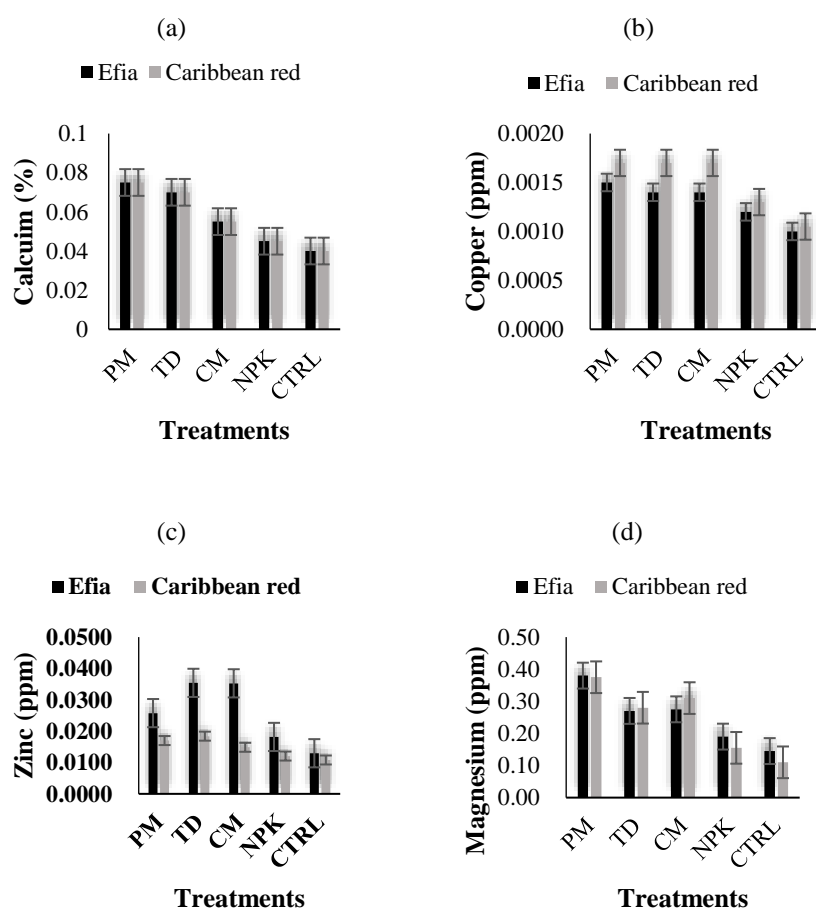 (a)
Efia Caribbean red
0.1
0.08
0.06
0.04
0.02
0
Calcuim (%)
PM TD CM NPK CTRL
Treatments
(b)
Efia Caribbean red
0.0020
0.0015
0.0010
0.0005
0.0000
Copper (ppm)
PM TD CM NPK CTRL
Treatments
(c)
Efia Caribbean red
0.0500
0.0400
0.0300
0.0200
0.0100
0.0000
Zinc (ppm)
PM TD CM NPK CTRL
Treatments
(d)
Efia Caribbean red
0.50
0.40
0.30
0.20
0.10
0.00
Magnesium (ppm)
PM TD CM NPK CTRL
Treatments